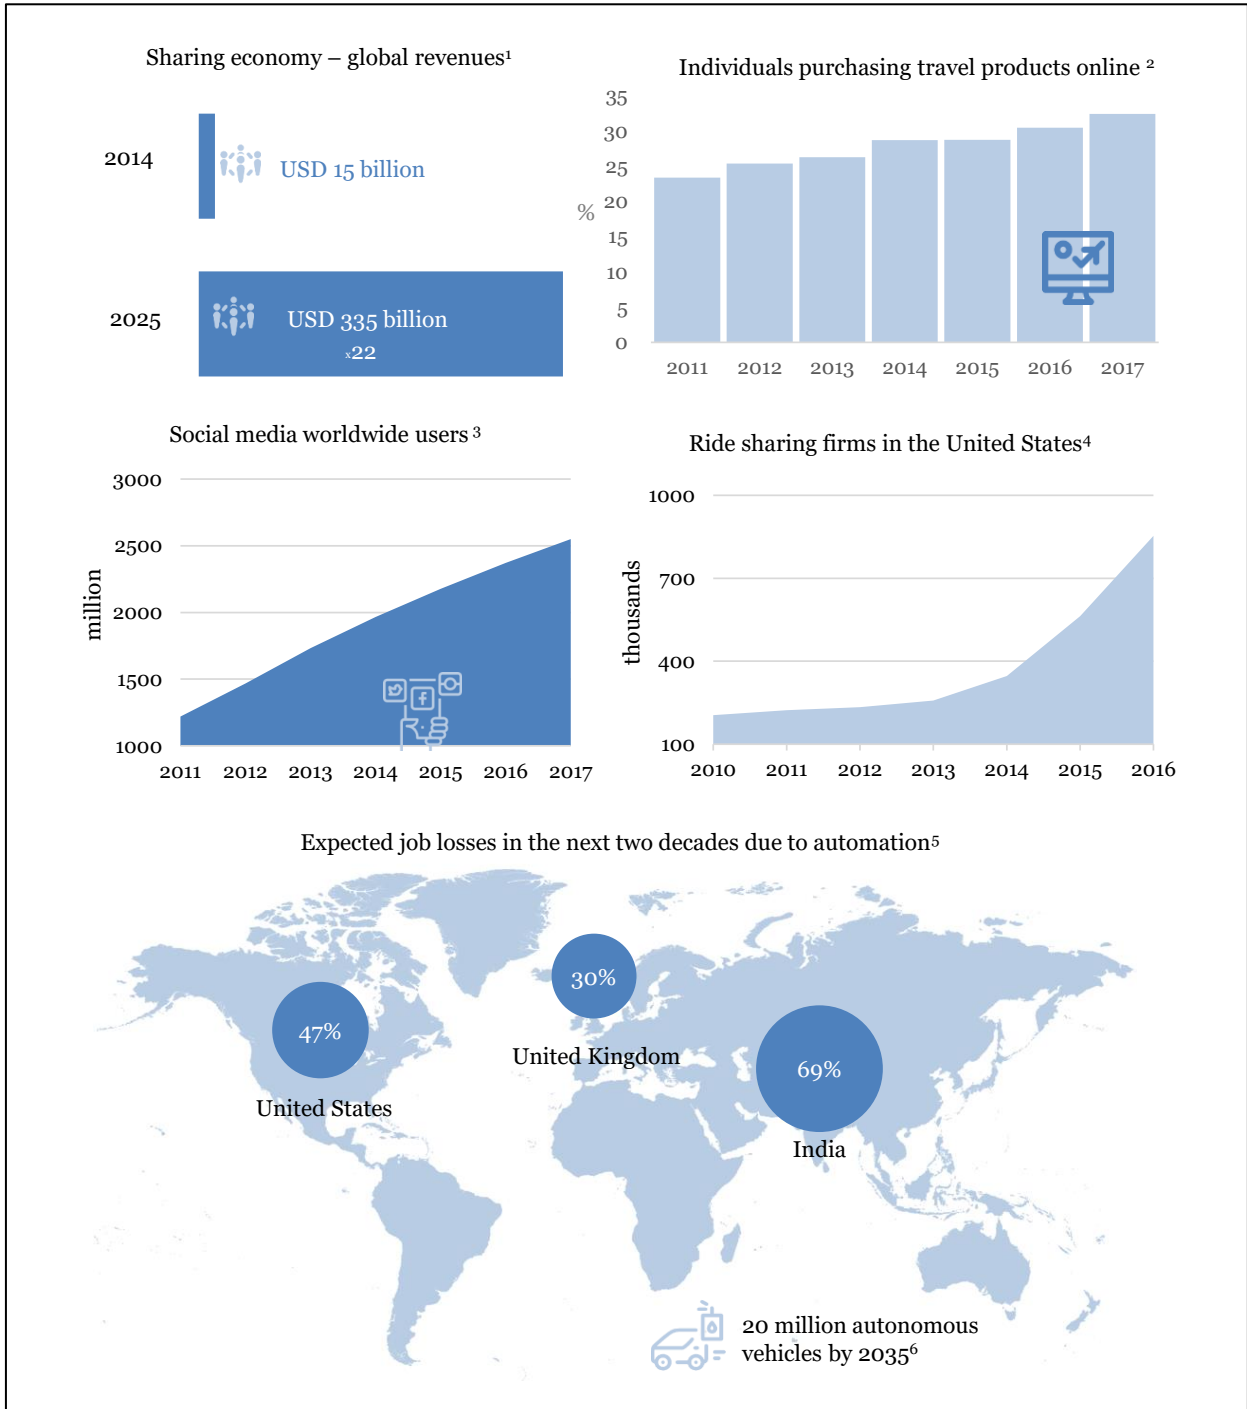 Sharing economy – global revenues¹
2014
USD 15 billion
2025
USD 335 billion
x22
Individuals purchasing travel products online ²
35
30
25
20
15
10
5
0
%
2011 2012 2013 2014 2015 2016 2017
Social media worldwide users ³
3000
2500
2000
1500
1000
million
2011 2012 2013 2014 2015 2016 2017
Ride sharing firms in the United States⁴
1000
700
400
100
thousands
2010 2011 2012 2013 2014 2015 2016
Expected job losses in the next two decades due to automation⁵
30%
47%
United Kingdom
69%
United States
India
20 million autonomous
vehicles by 2035⁶